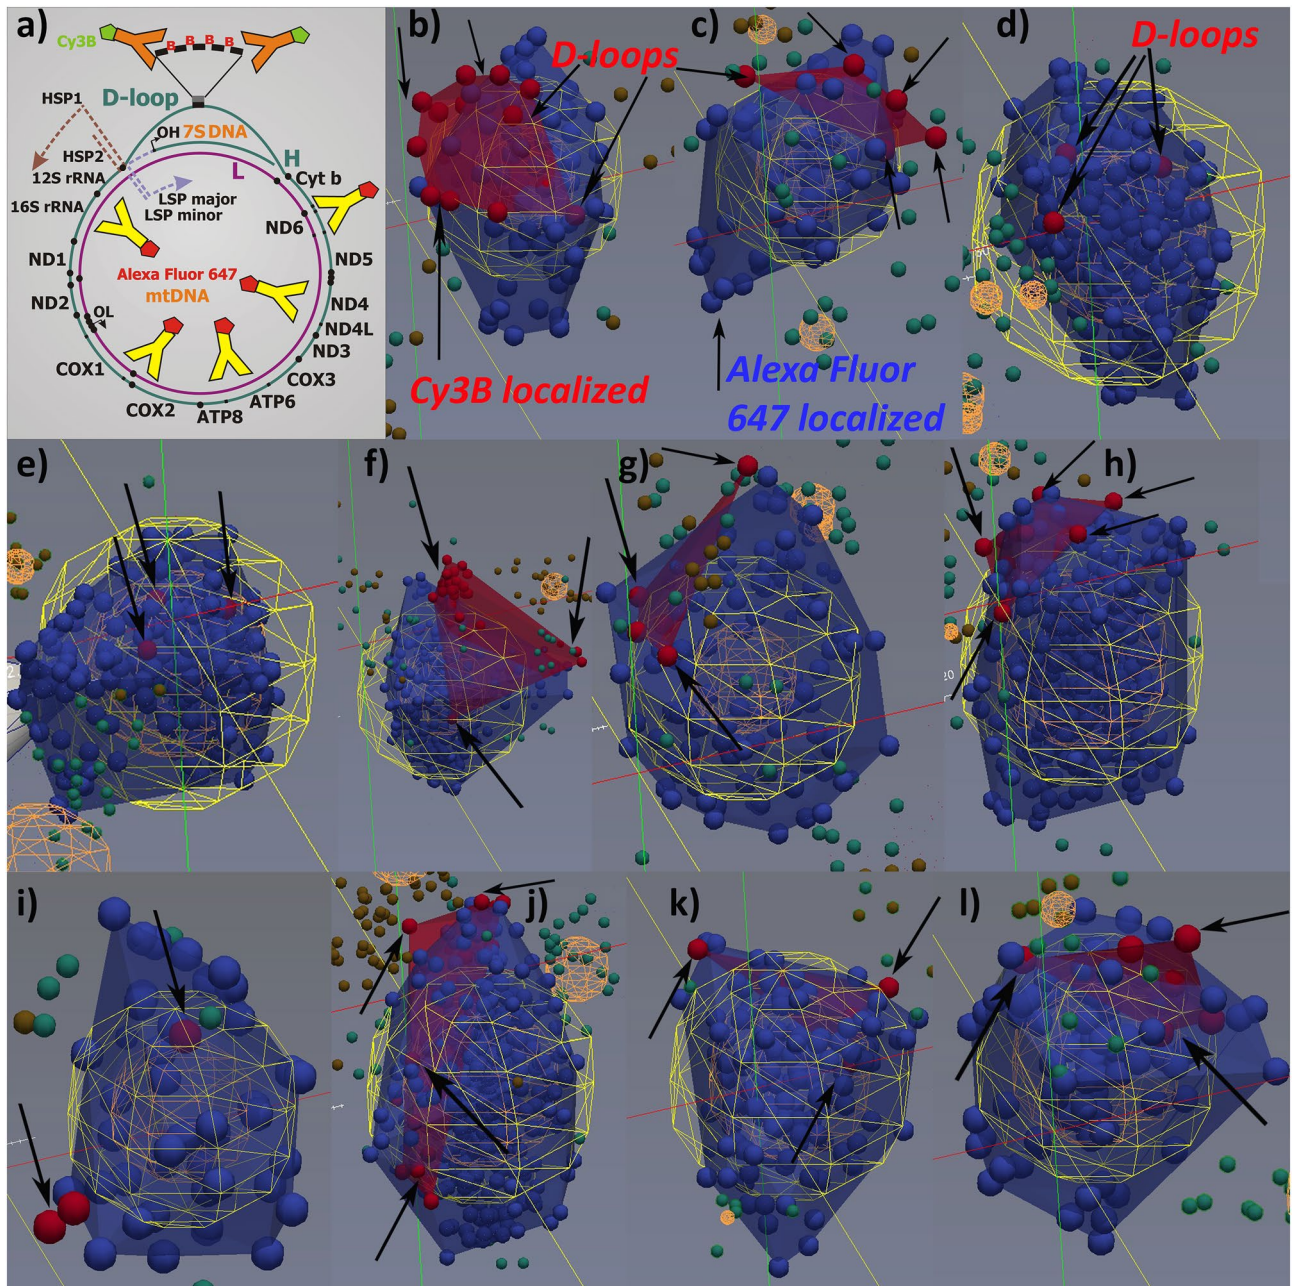 a)
Cy3B
B B B B
D-loop
HSP1
OH 7S DNA
HSP2
12S rRNA
L
H
Cyt b
16S rRNA
LSP major
LSP minor
ND6
ND1
Alexa Fluor 647
mtDNA
ND5
ND2
OL
ND4
ND4L
ND3
COX1
COX3
COX2
ATP8
ATP6
b)
D-loops
Cy3B localized
c)
Alexa Fluor
647 localized
d)
D-loops
e)
f)
g)
h)
20
i)
j)
k)
l)